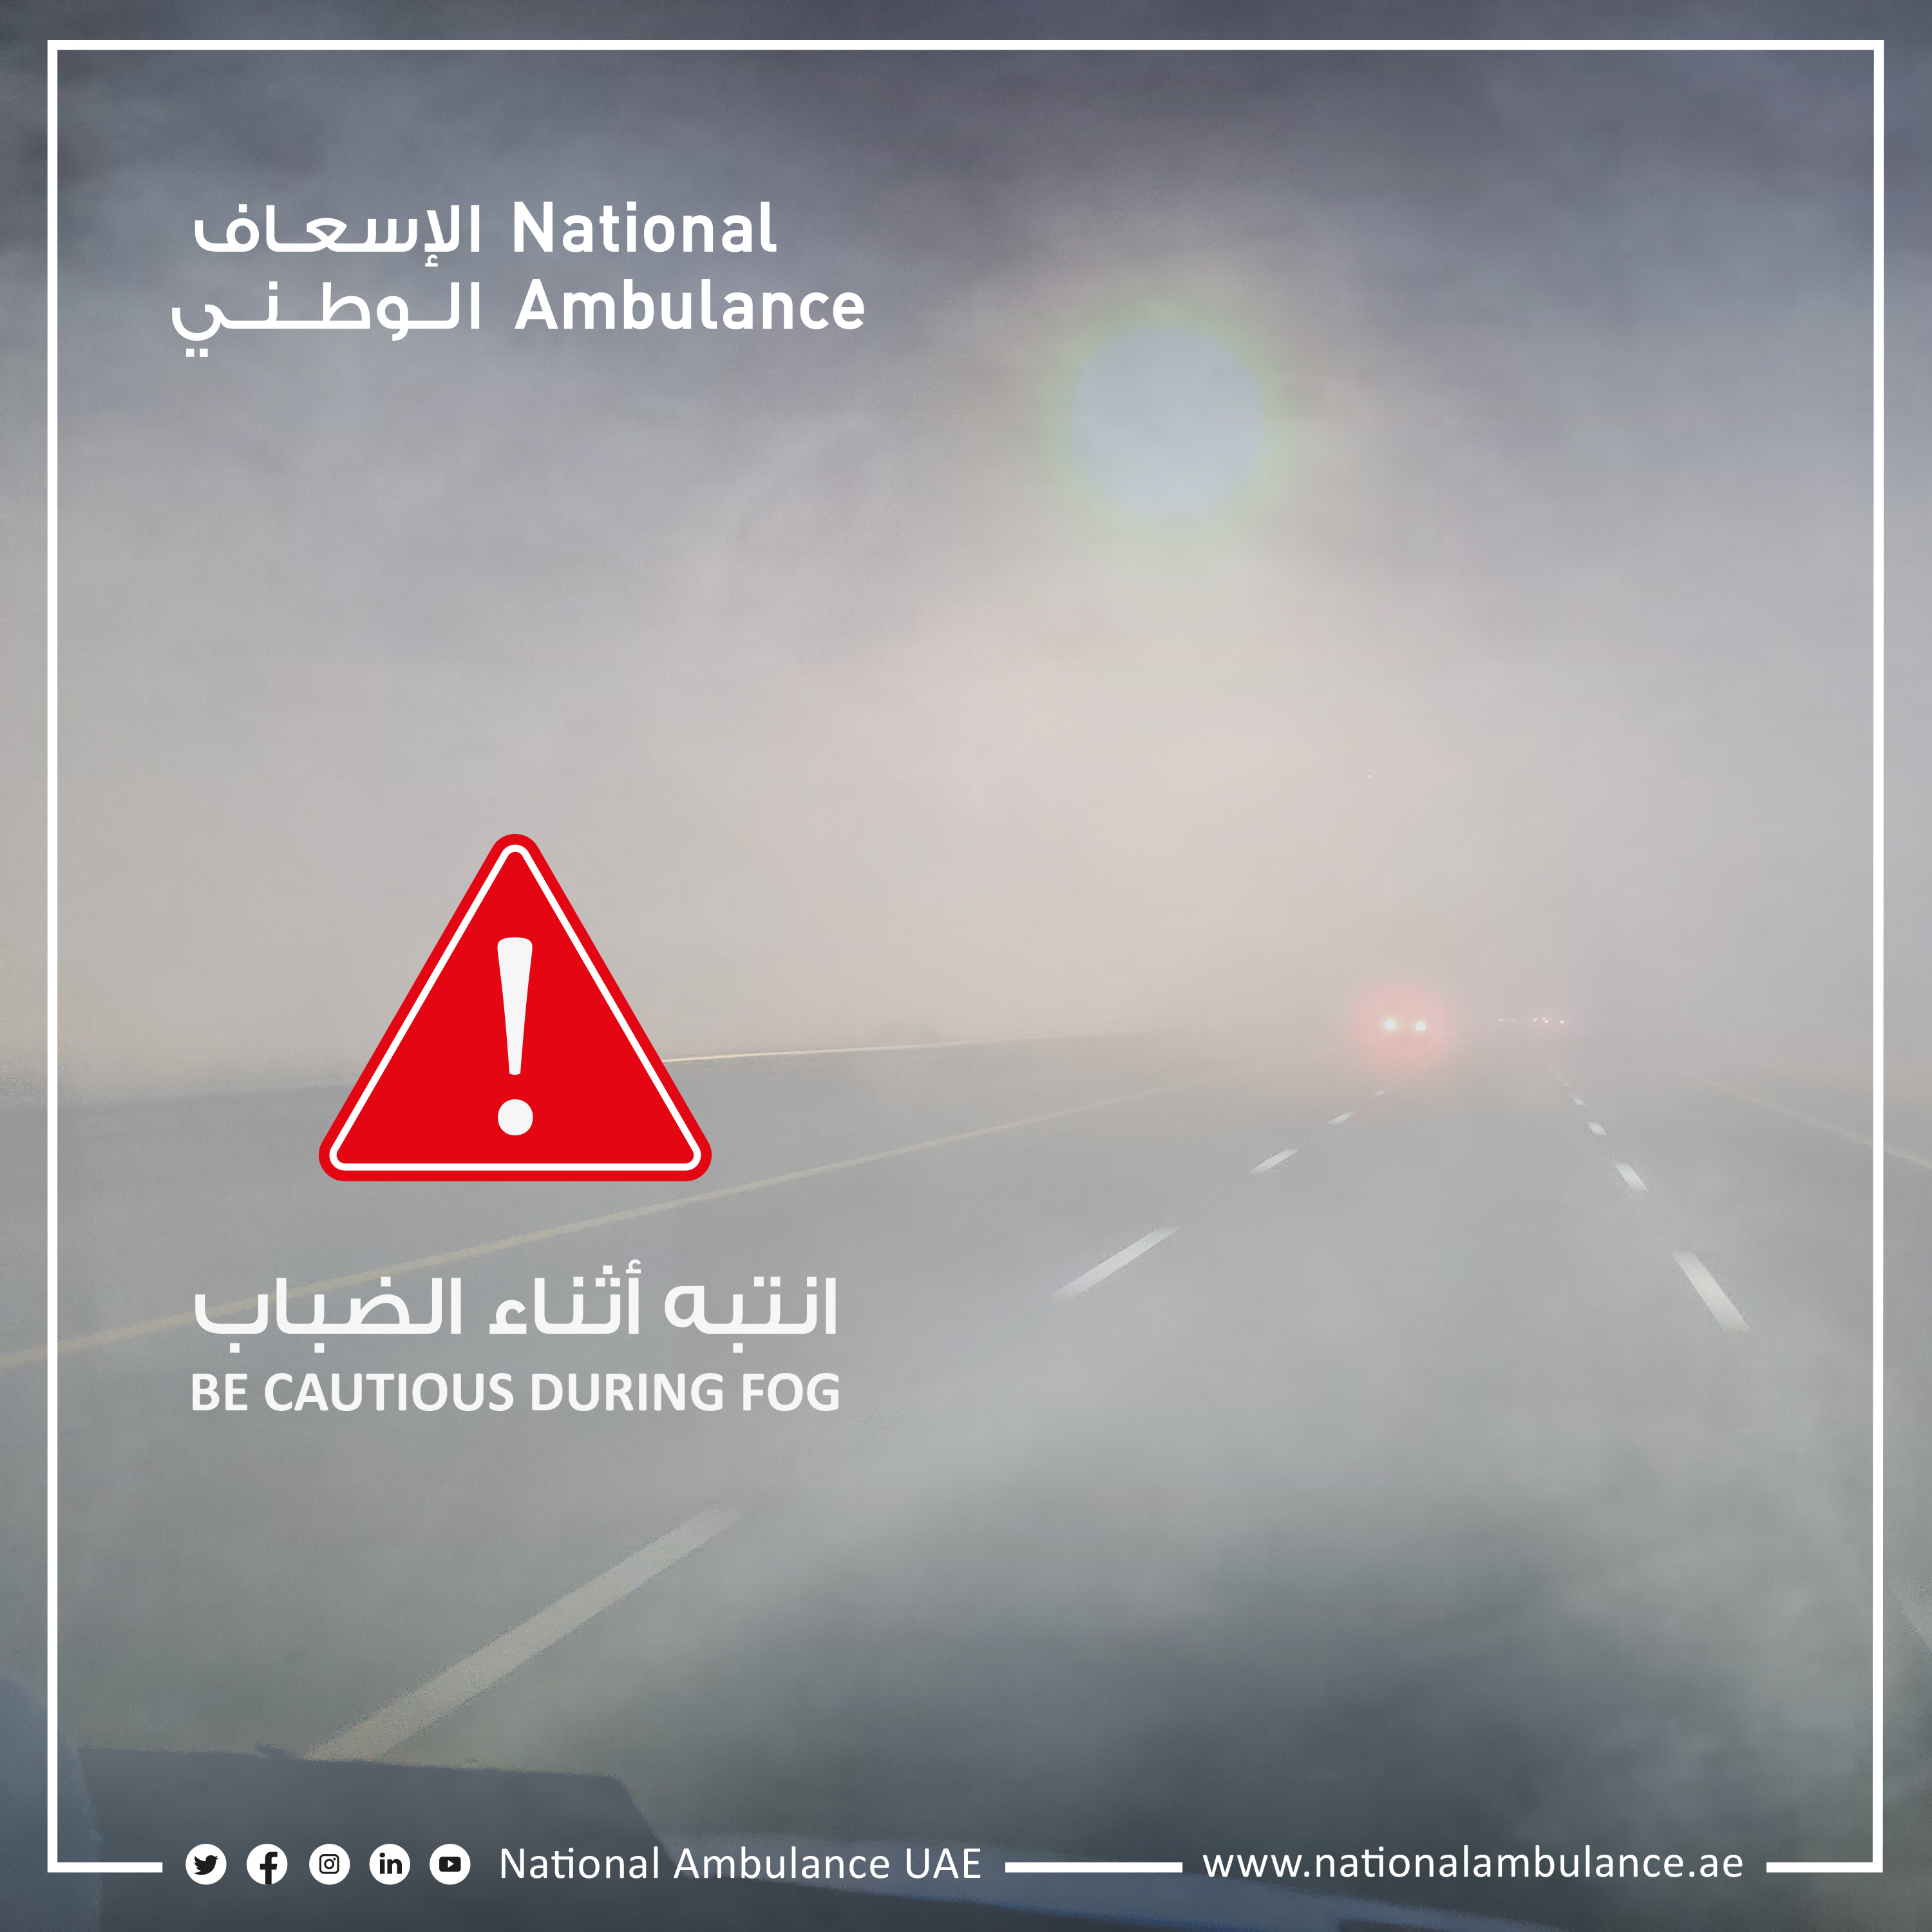 الإسعاف National
الوطني Ambulance
!
انتبه أثناء الضباب
BE CAUTIOUS DURING FOG
National Ambulance UAE
www.nationalambulance.ae